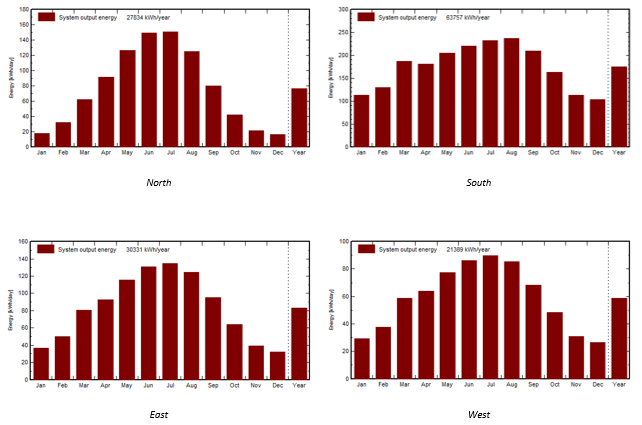 180
160
140
120
100
80
60
40
20
0
Energy [kWh/day]
System output energy 27834 kWh/year
Jan Feb Mar Apr May Jun Jul Aug Sep Oct Nov Dec Year
North
300
250
200
150
100
50
0
Energy [kWh/day]
System output energy 63757 kWh/year
Jan Feb Mar Apr May Jun Jul Aug Sep Oct Nov Dec Year
South
160
140
120
100
80
60
40
20
0
Energy [kWh/day]
System output energy 30331 kWh/year
Jan Feb Mar Apr May Jun Jul Aug Sep Oct Nov Dec Year
East
100
80
60
40
20
0
Energy [kWh/day]
System output energy 21389 kWh/year
Jan Feb Mar Apr May Jun Jul Aug Sep Oct Nov Dec Year
West